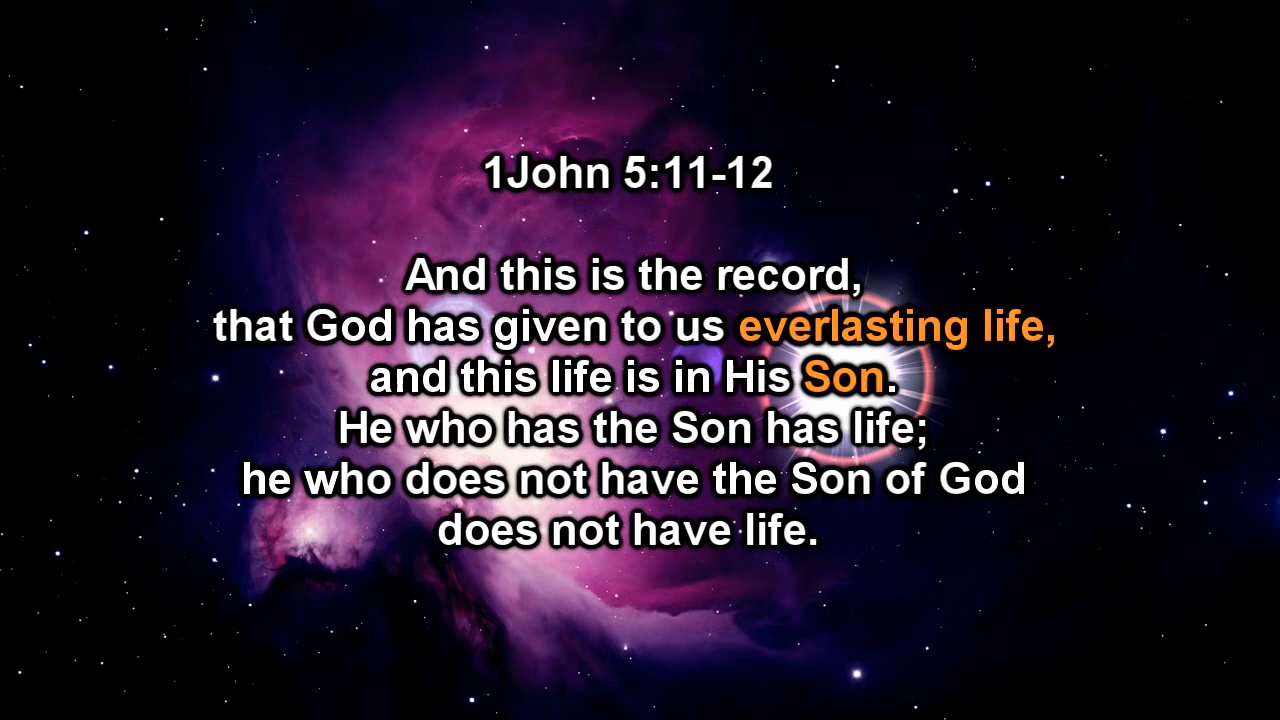 1John 5:11-12
And this is the record,
that God has given to us everlasting life,
and this life is in His Son.
He who has the Son has life;
he who does not have the Son of God
does not have life.